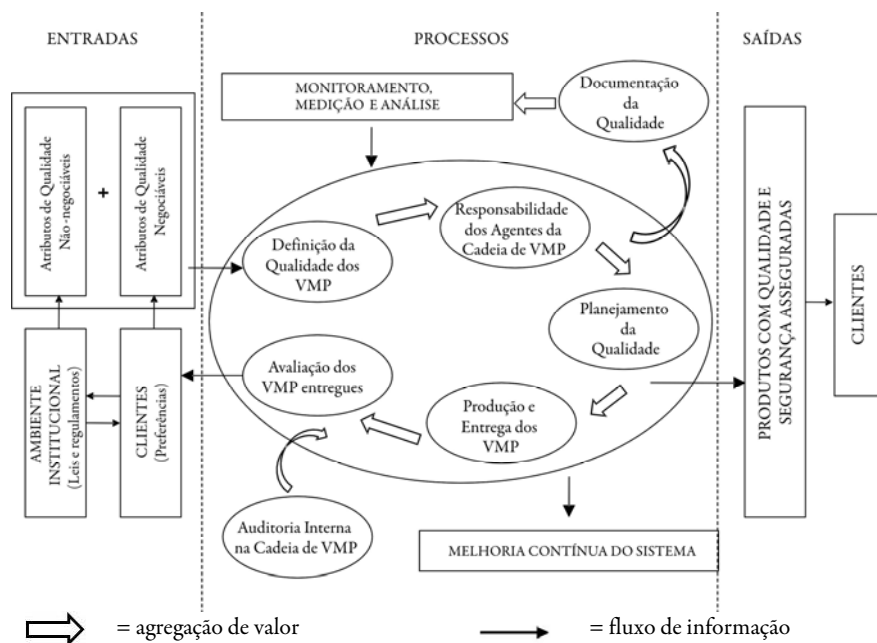 ENTRADAS
PROCESSOS
SAÍDAS
MONITORAMENTO,
MEDIÇÃO E ANÁLISE
Documentação
da
Qualidade
Atributos de Qualidade
Não-negociáveis
+
Atributos de Qualidade
Negociáveis
Definição da
Qualidade dos
VMP
Responsabilidade
dos Agentes da
Cadeia de VMP
Planejamento
da
Qualidade
Produção e
Entrega dos
VMP
Avaliação dos
VMP entregues
Auditoria Interna
na Cadeia de VMP
AMBIENTE
INSTITUCIONAL
(Leis e regulamentos)
CLIENTES
(Preferências)
PRODUTOS COM QUALIDADE E
SEGURANÇA ASSEGURADAS
CLIENTES
MELHORIA CONTÍNUA DO SISTEMA
= agregação de valor
= fluxo de informação